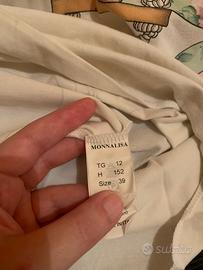 MONNALISA
TG 12
H 152
Size 39
subito